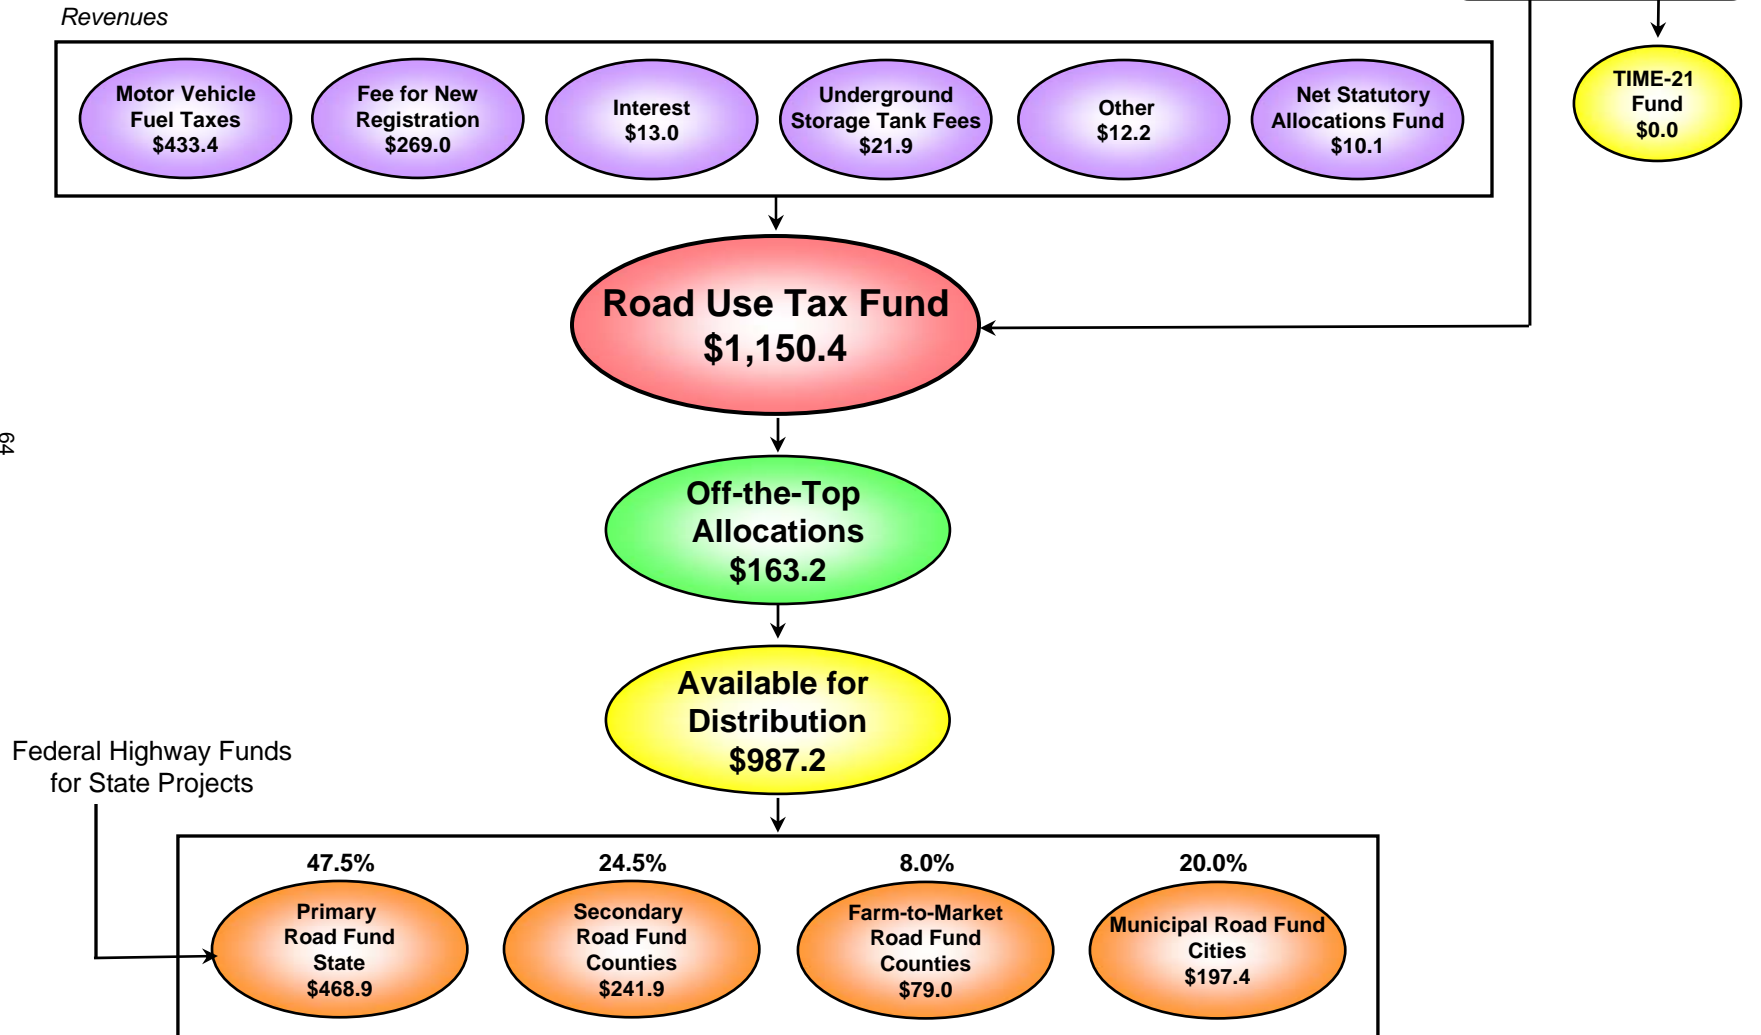 Revenues
Motor Vehicle
Fuel Taxes
$433.4
Fee for New
Registration
$269.0
Interest
$13.0
Underground
Storage Tank Fees
$21.9
Other
$12.2
Net Statutory
Allocations Fund
$10.1
TIME-21
Fund
$0.0
Road Use Tax Fund
$1,150.4
64
Off-the-Top
Allocations
$163.2
Available for
Distribution
$987.2
Federal Highway Funds
for State Projects
47.5%
Primary
Road Fund
State
$468.9
24.5%
Secondary
Road Fund
Counties
$241.9
8.0%
Farm-to-Market
Road Fund
Counties
$79.0
20.0%
Municipal Road Fund
Cities
$197.4